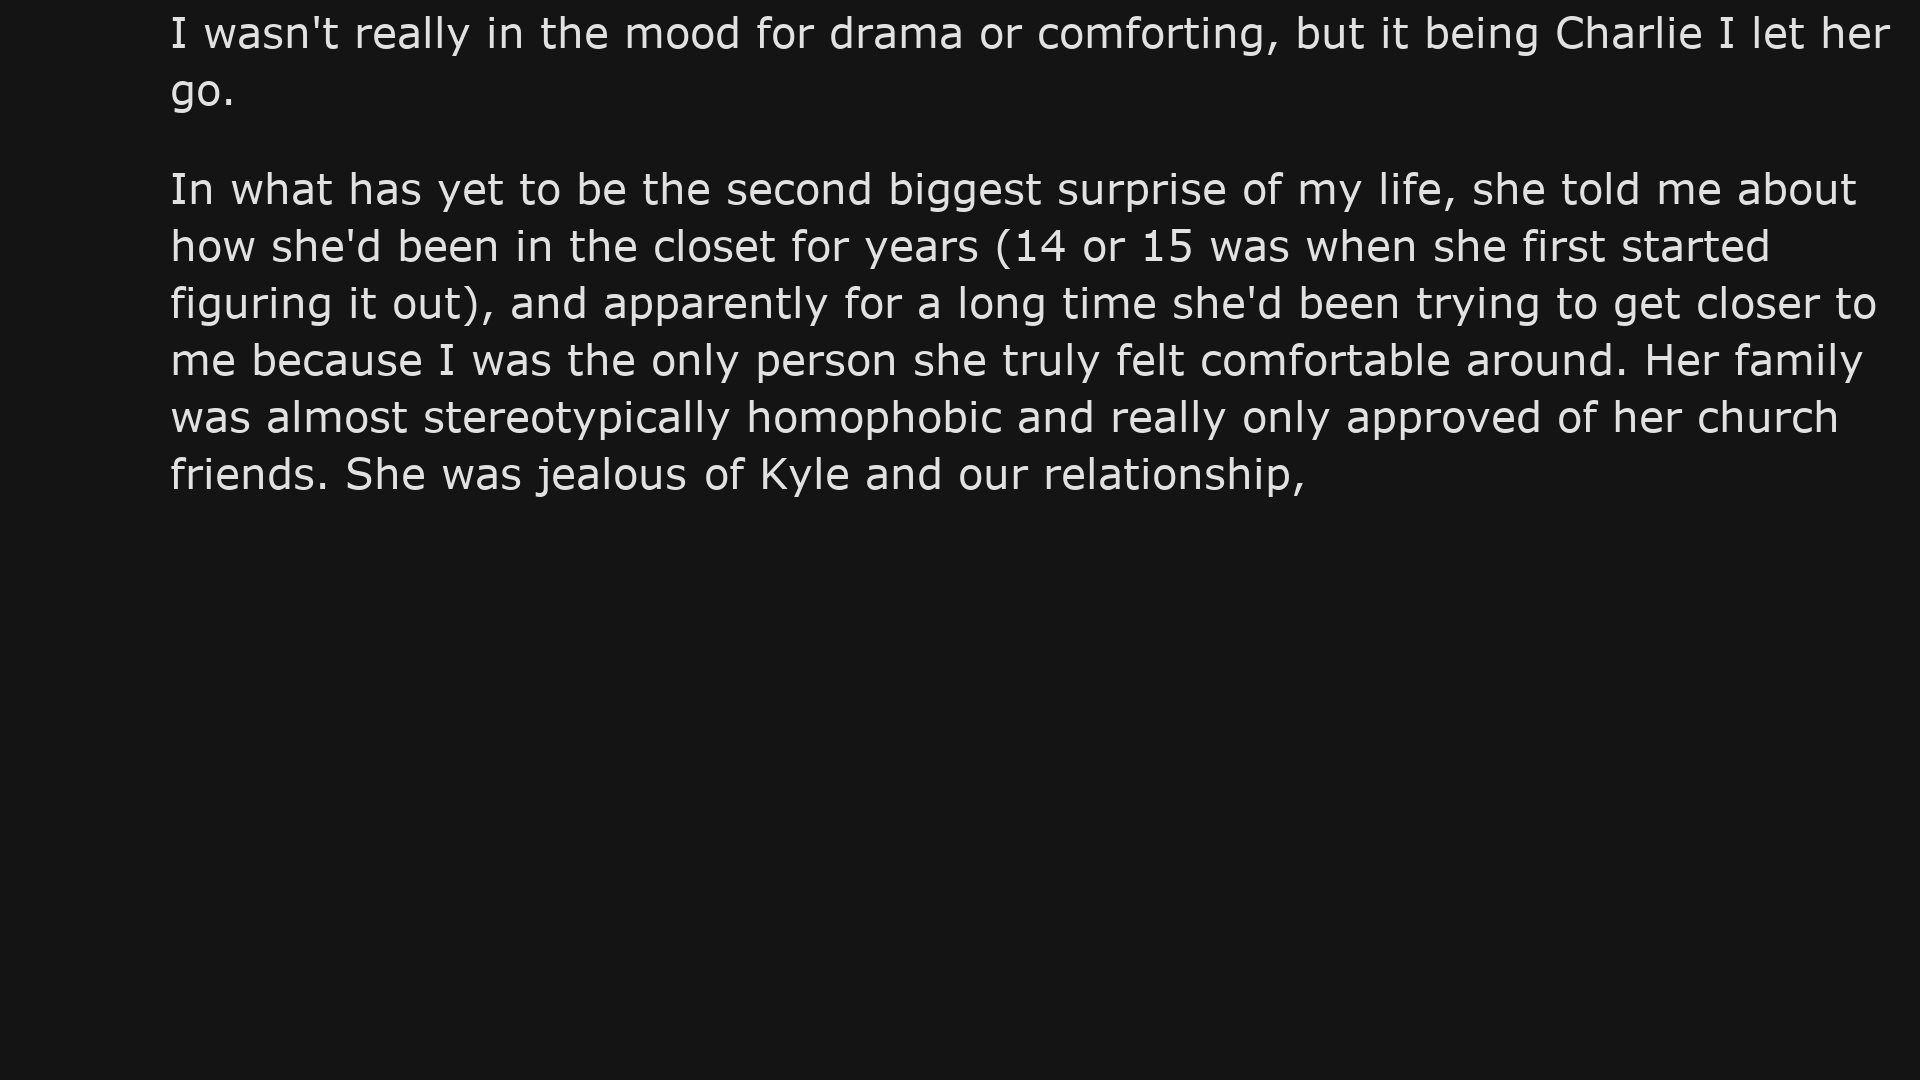 I wasn't really in the mood for drama or comforting, but it being Charlie I let her
go.
In what has yet to be the second biggest surprise of my life, she told me about
how she'd been in the closet for years (14 or 15 was when she first started
figuring it out), and apparently for a long time she'd been trying to get closer to
me because I was the only person she truly felt comfortable around. Her family
was almost stereotypically homophobic and really only approved of her church
friends. She was jealous of Kyle and our relationship,